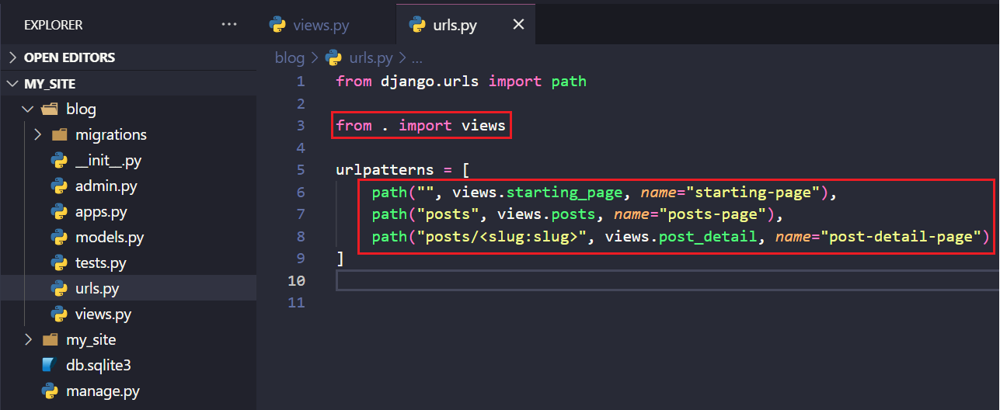 EXPLORER
...
views.py
urls.py
OPEN EDITORS
MY_SITE
blog
migrations
__init__.py
admin.py
apps.py
models.py
tests.py
urls.py
views.py
my_site
db.sqlite3
manage.py
blog > urls.py > ...
1 from django.urls import path
2
3 from . import views
4
5 urlpatterns = [
6 path("", views.starting_page, name="starting-page"),
7 path("posts", views.posts, name="posts-page"),
8 path("posts/<slug:slug>", views.post_detail, name="post-detail-page")
9 ]
10
11